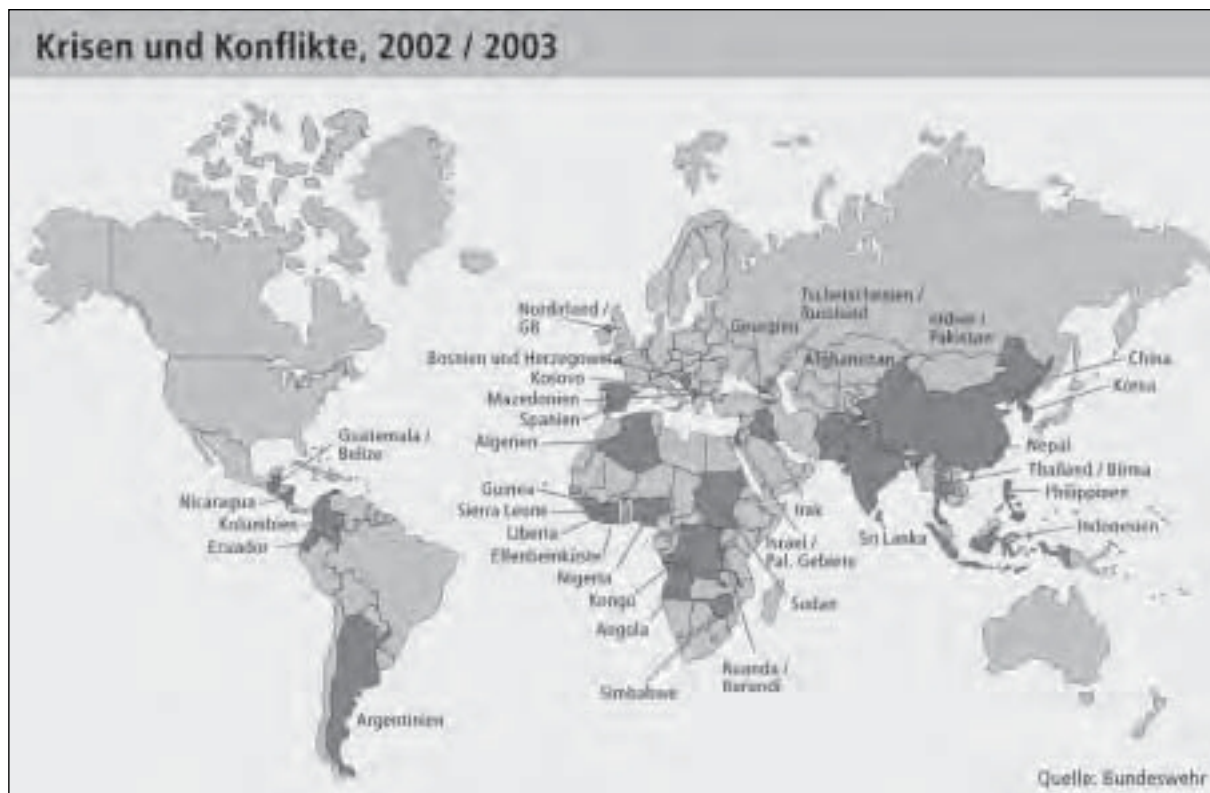 Krisen und Konflikte, 2002 / 2003
Nordirland /
GB
Tschetschenien /
Russland
Georgien
Indien /
Pakistan
Bosnien und Herzegowina
Afghanistan
China
Kosovo
Korea
Mazedonien
Spanien
Guatemala /
Belize
Algerien
Nepal
Thailand / Birma
Nicaragua
Guinea
Philippinen
Kolumbien
Sierra Leone
Irak
Ecuador
Liberia
Sri Lanka
Indonesien
Elfenbeinküste
Israel /
Pal. Gebiete
Nigeria
Kongo
Sudan
Angola
Ruanda /
Burundi
Simbabwe
Argentinien
Quelle: Bundeswehr